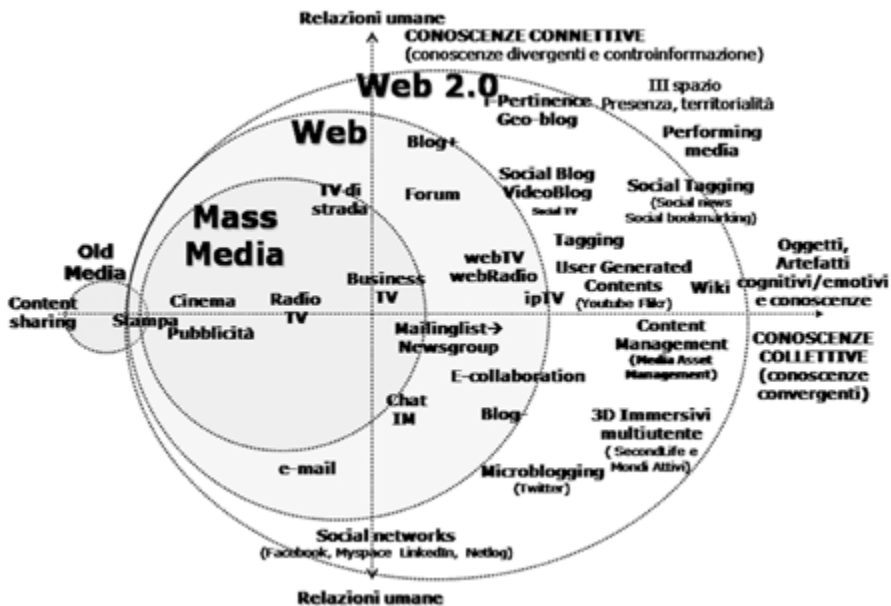 Relazioni umane
CONOSCENZE CONNETTIVE
(conoscenze divergenti e controinformazione)
Web 2.0
III spazio
Presenza, territorialità
i-Pertinence
Geo-blog
Web
Blog+
Performing
media
Social Blog
VideoBlog
Social TV
TV di
strada
Forum
Social Tagging
(Social news
Social bookmarking)
Mass
Media
Tagging
Old
Media
webTV
webRadio
Oggetti,
Artefatti
cognitivi/emotivi
e conoscenze
Business
TV
User Generated
Contents
(Youtube Flikr)
Wiki
ipTV
Content
sharing
Stampa
Cinema
Pubblicità
Radio
TV
Mailinglist→
Newsgroup
Content
Management
(Media Asset
Management)
CONOSCENZE
COLLETTIVE
(conoscenze
convergenti)
E-collaboration
Chat
IM
Blog-
3D Immersivi
multiutente
( SecondLife e
Mondi Attivi)
e-mail
Microblogging
(Twitter)
Social networks
(Facebook, Myspace LinkedIn, Netlog)
Relazioni umane